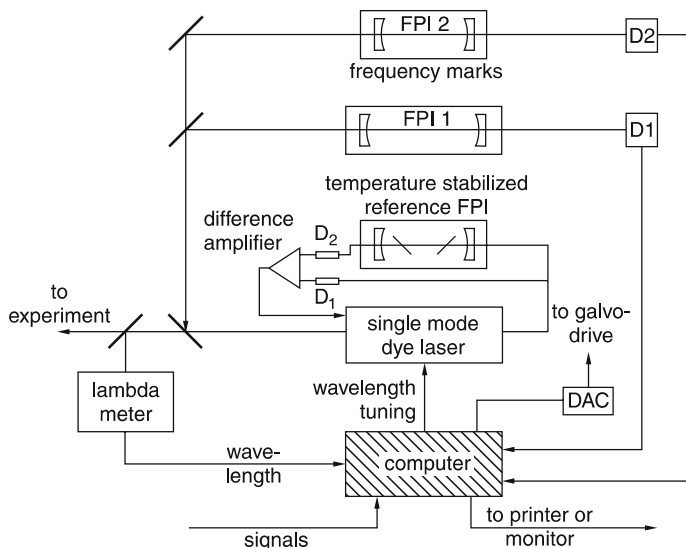 FPI 2
D2
frequency marks
FPI 1
D1
temperature stabilized
reference FPI
difference
amplifier
D₂
D₁
to
experiment
single mode
dye laser
to galvo-
drive
lambda
meter
wavelength
tuning
DAC
wave-
length
computer
signals
to printer or
monitor